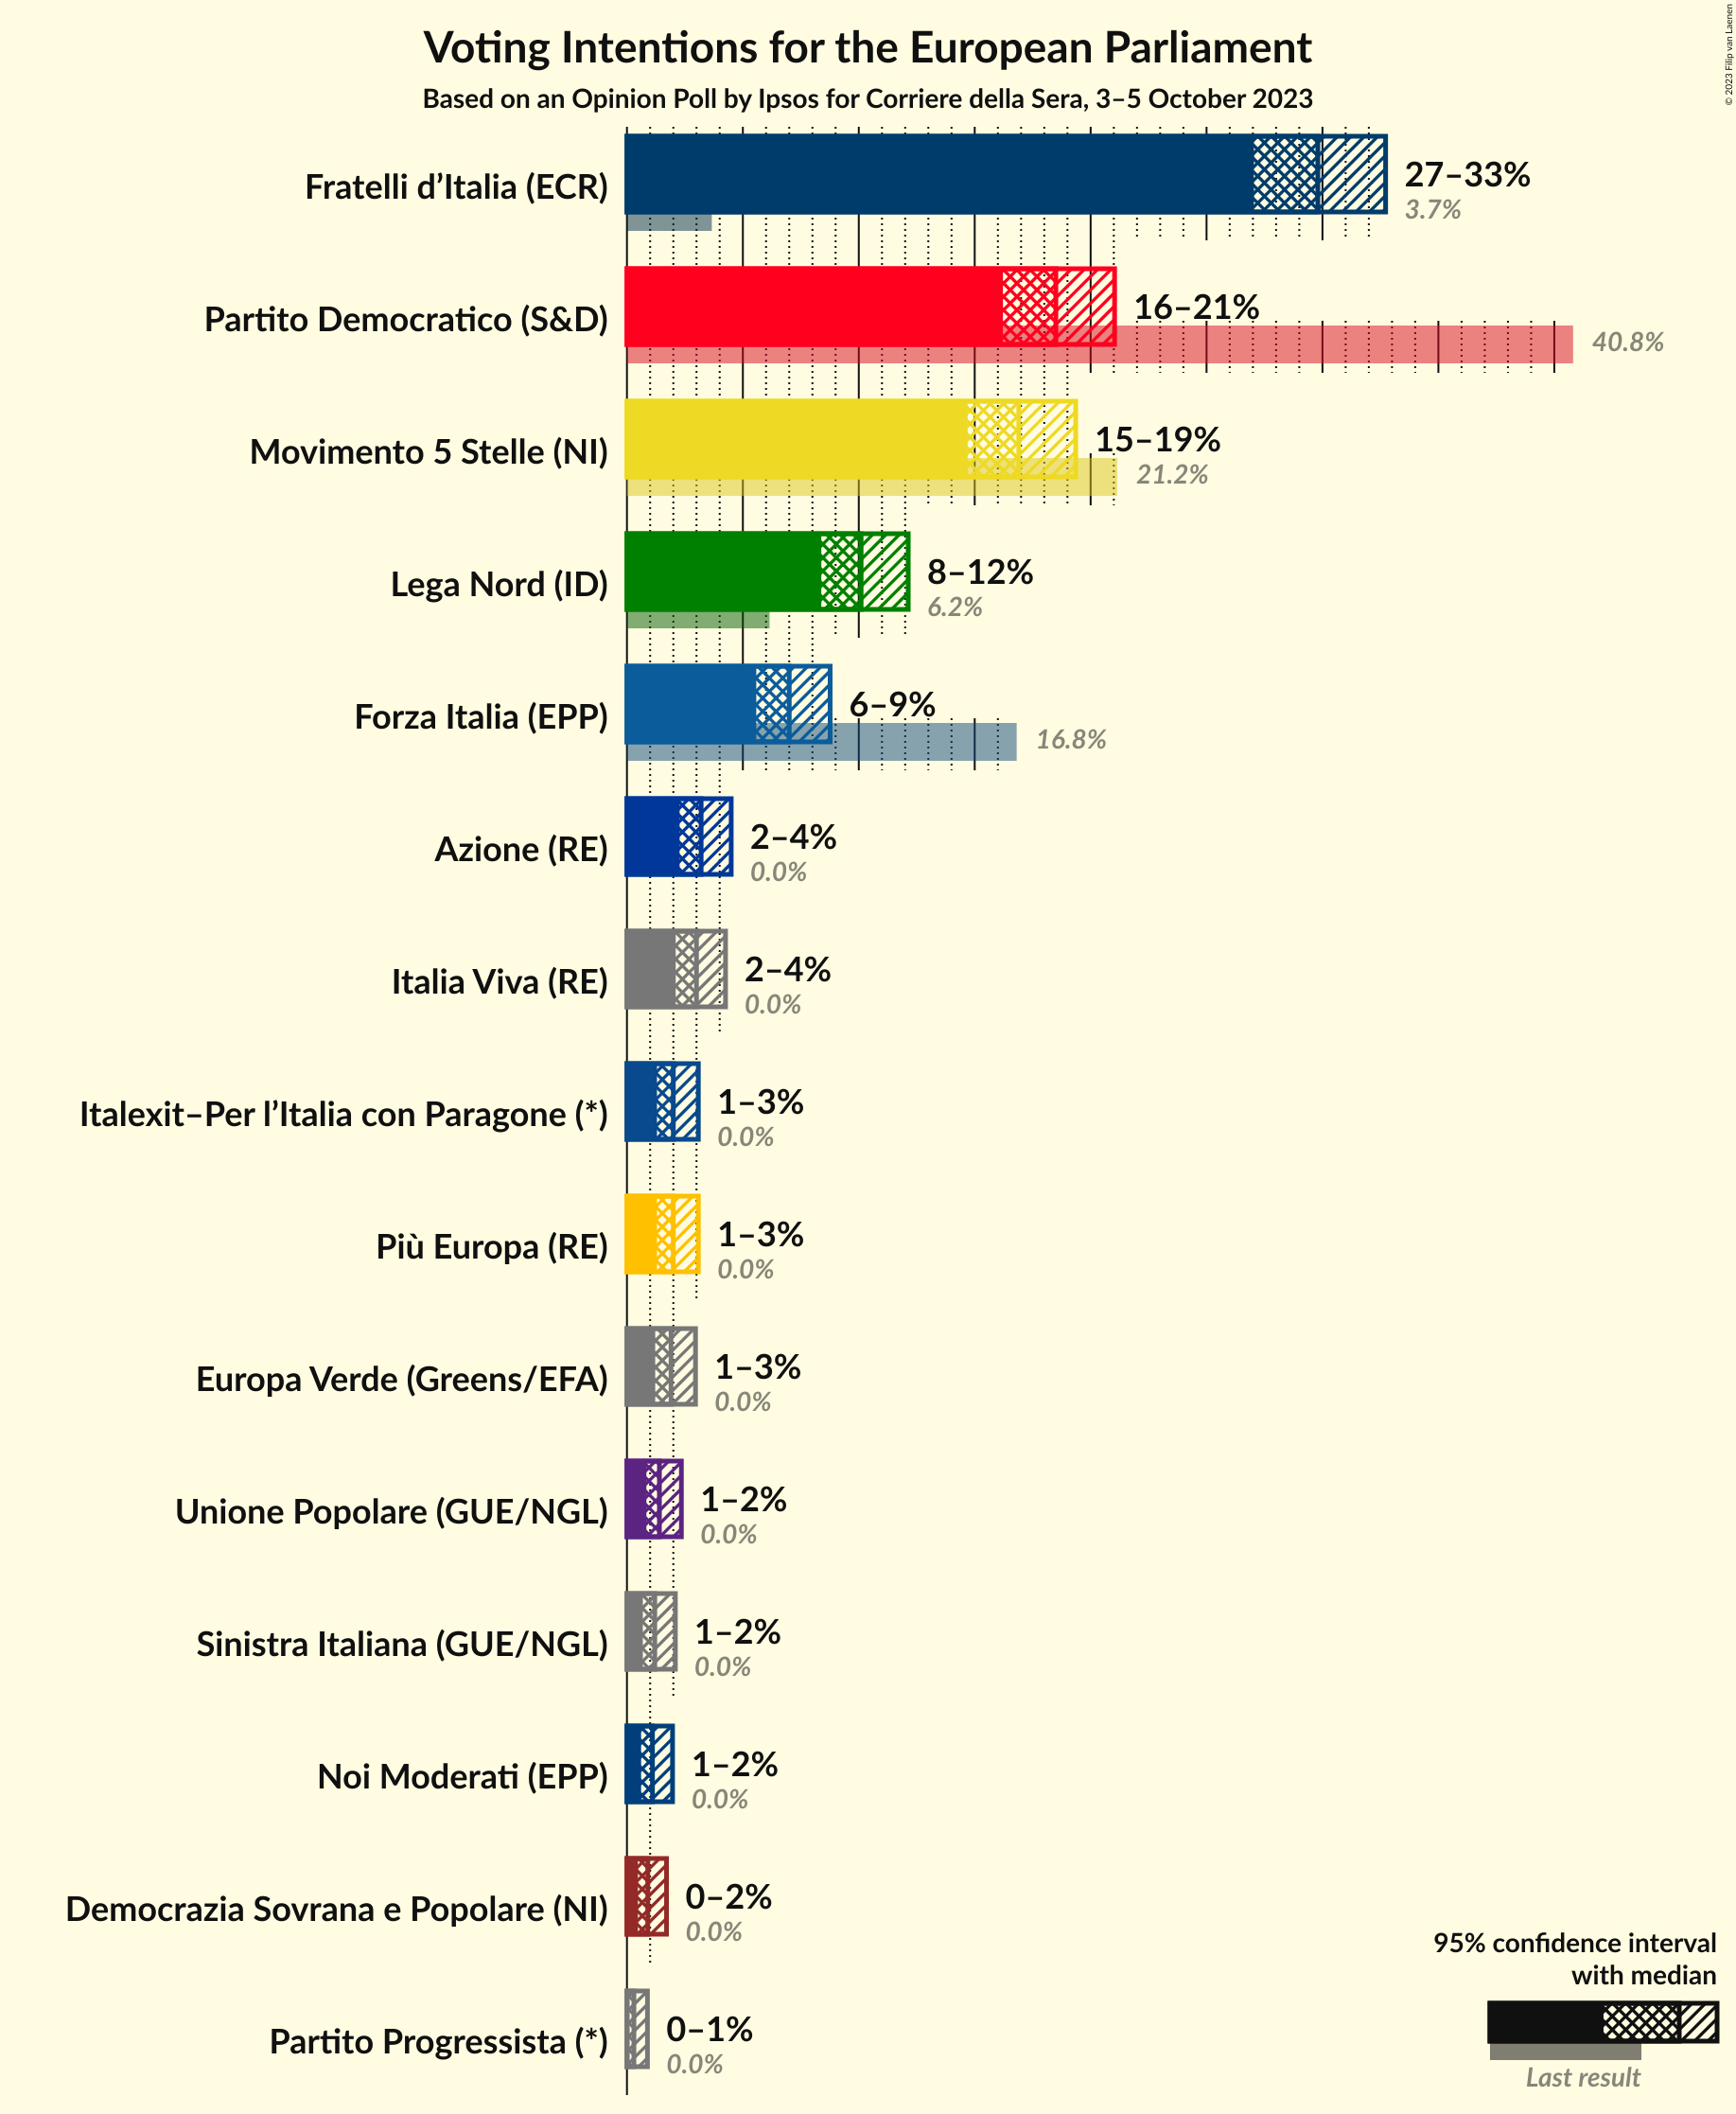 © 2023 Filip van Laenen
Voting Intentions for the European Parliament
Based on an Opinion Poll by Ipsos for Corriere della Sera, 3–5 October 2023
Fratelli d’Italia (ECR)
27–33%
3.7%
Partito Democratico (S&D)
16–21%
40.8%
Movimento 5 Stelle (NI)
15–19%
21.2%
Lega Nord (ID)
8–12%
6.2%
Forza Italia (EPP)
6–9%
16.8%
Azione (RE)
2–4%
0.0%
Italia Viva (RE)
2–4%
0.0%
Italexit–Per l’Italia con Paragone (*)
1–3%
0.0%
Più Europa (RE)
1–3%
0.0%
Europa Verde (Greens/EFA)
1–3%
0.0%
Unione Popolare (GUE/NGL)
1–2%
0.0%
Sinistra Italiana (GUE/NGL)
1–2%
0.0%
Noi Moderati (EPP)
1–2%
0.0%
Democrazia Sovrana e Popolare (NI)
0–2%
0.0%
Partito Progressista (*)
0–1%
0.0%
95% confidence interval
with median
Last result